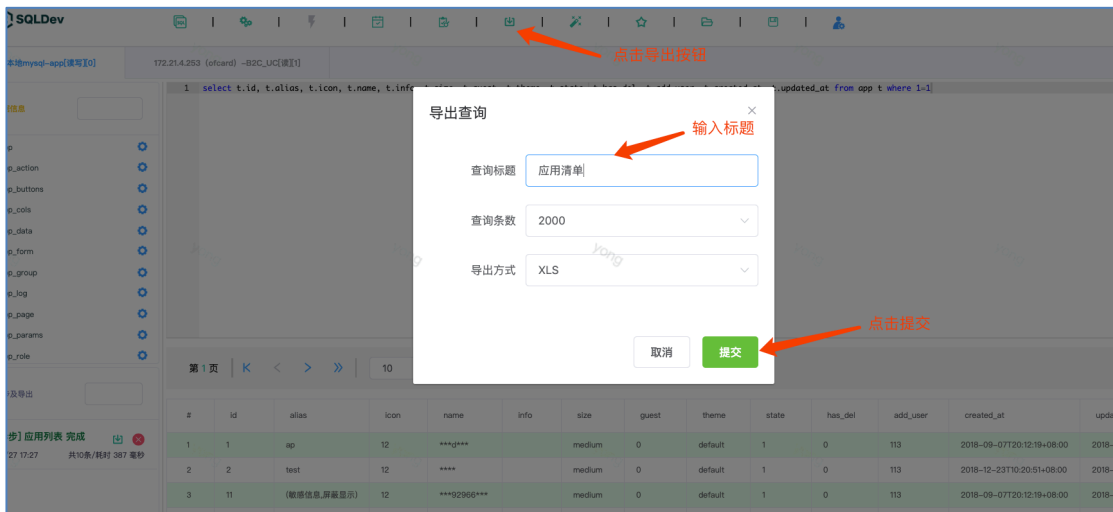 SQLDev
点击导出按钮
本地mysql-app[读写][0]
172.21.4.253 (ofcard) -B2C_UC[读][1]
1 select t.id, t.alias, t.icon, t.name, t.info
t.updated_at from app t where 1=1
导出查询
输入标题
查询标题 应用清单
查询条数 2000
导出方式 XLS
yong
点击提交
取消 提交
p_action
p_buttons
p_cols
p_data
p_form
p_group
p_log
p_page
p_params
p_role
第 1 页 10
及导出
步] 应用列表 完成
27 17:27 共10条/耗时 387 毫秒
# id alias icon name info size guest theme state has_del add_user created_at upda
1 1 ap 12 ***d*** medium 0 default 1 0 113 2018-09-07T20:12:19+08:00 2018-
2 2 test 12 **** medium 0 default 1 0 113 2018-12-23T10:20:51+08:00 2018-
3 11 (敏感信息,屏蔽显示) 12 ***92966*** medium 0 default 1 0 113 2018-09-07T20:12:19+08:00 2018-